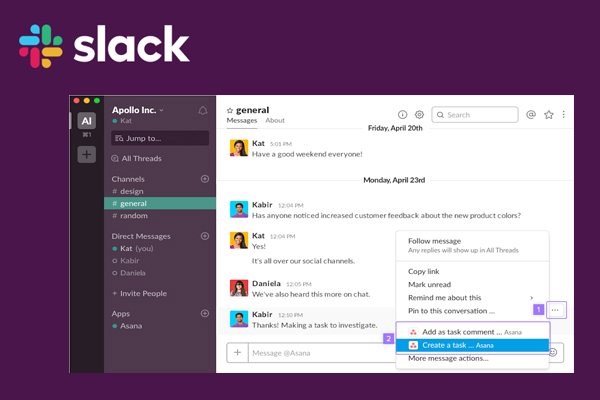 slack
AI
⌘1
Apollo Inc.
Kat
Jump to...
All Threads
Channels
# design
# general
# random
Direct Messages
Kat (you)
Kabir
Daniela
+ Invite People
Apps
Asana
general
Messages About
Search
Friday, April 20th
Kat 5:01 PM
Have a good weekend everyone!
Monday, April 23rd
Kabir 12:04 PM
Has anyone noticed increased customer feedback about the new product colors?
Kat 12:04 PM
Yes!
It's all over our social channels.
Daniela 12:05 PM
We've also heard this more on chat.
Kabir 12:10 PM
Thanks! Making a task to investigate.
Message @Asana
Follow message
Any replies will show up in All Threads
Copy link
Mark unread
Remind me about this
Pin to this conversation ...
1
2
Add as task comment ... Asana
Create a task ... Asana
More message actions...